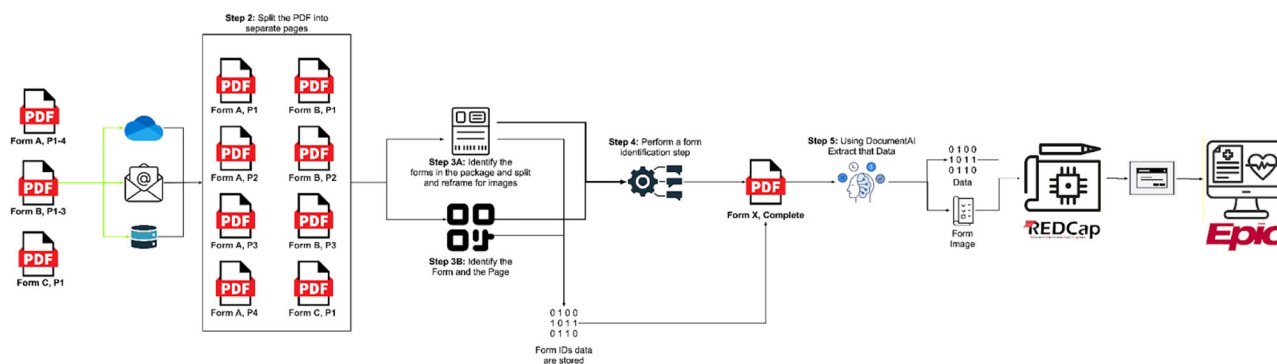 Step 2: Split the PDF into
separate pages
PDF
Form A, P1-4
PDF
Form B, P1-3
PDF
Form C, P1
@
PDF
Form A, P1
PDF
Form B, P1
PDF
Form A, P2
PDF
Form B, P2
PDF
Form A, P3
PDF
Form B, P3
PDF
Form A, P4
PDF
Form C, P1
Step 3A: Identify the
forms in the package and split
and reframe for images
Step 3B: Identify the
Form and the Page
0100
1011
0110
Form IDs data
are stored
Step 4: Perform a form
identification step
PDF
Form X, Complete
Step 5: Using DocumentAI
Extract that Data
0100
1011
0110
Data
Form
Image
REDCap
Epic